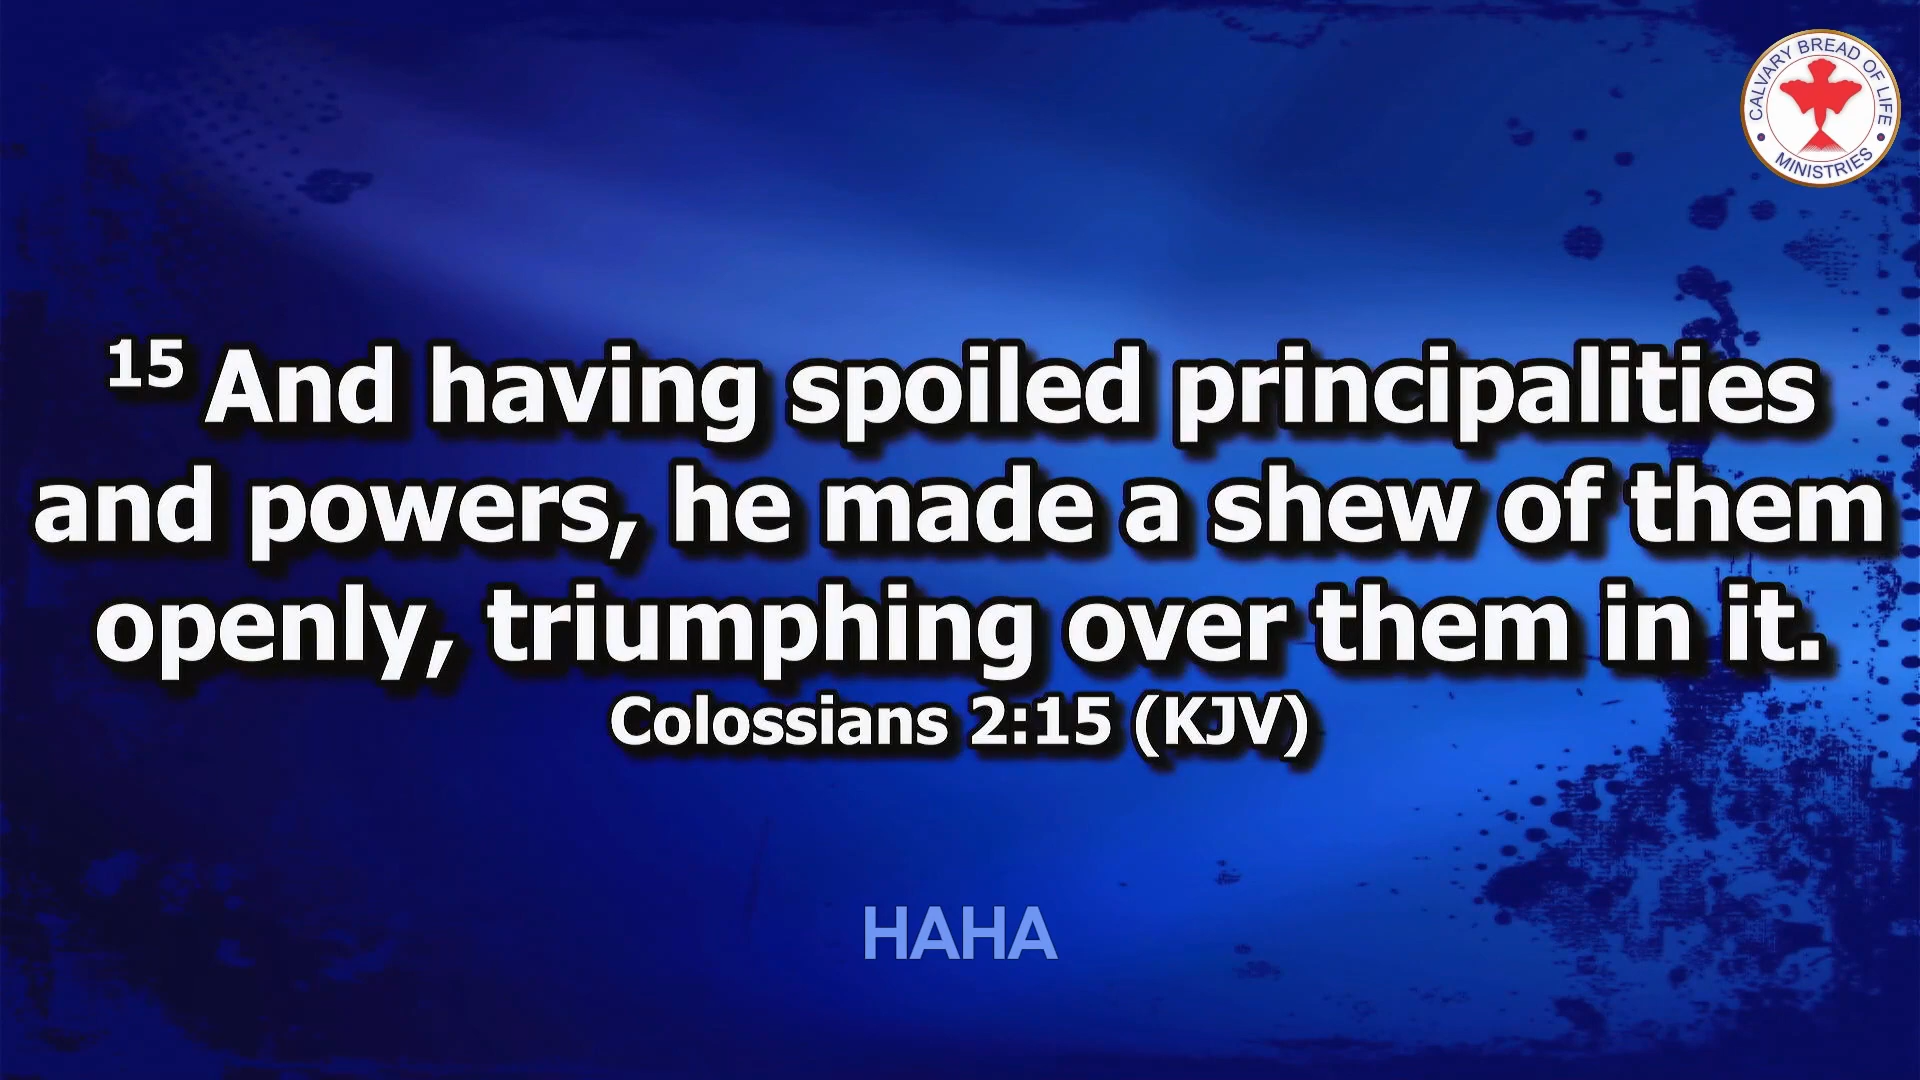 CALVARY BREAD OF LIFE
MINISTRIES
15 And having spoiled principalities
and powers, he made a shew of them
openly, triumphing over them in it.
Colossians 2:15 (KJV)
HAHA